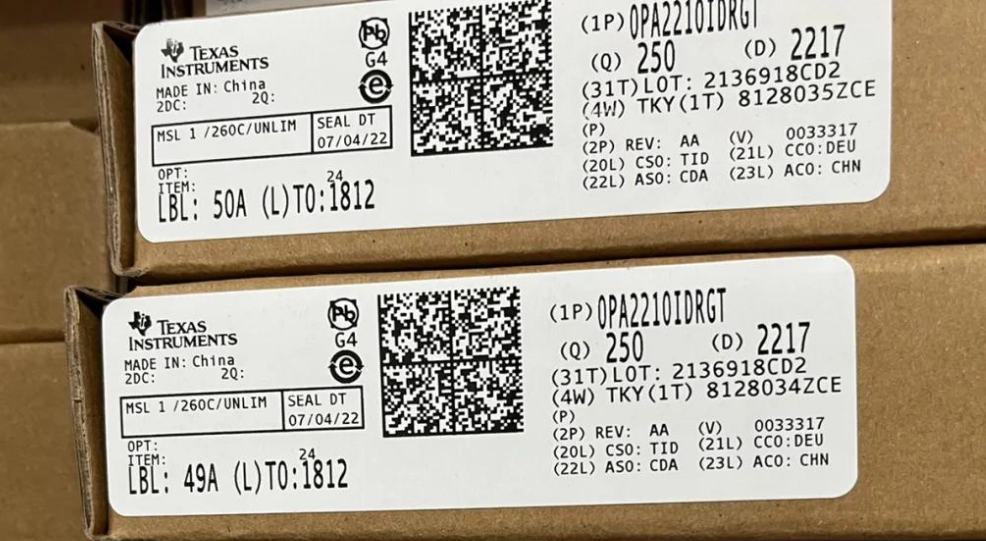 TEXAS
INSTRUMENTS
MADE IN: China
2DC: 2Q:
MSL 1 /260C/UNLIM
SEAL DT
07/04/22
OPT:
ITEM: 24
LBL: 50A (L)TO:1812
Pb
G4
e
(1P) OPA2210IDRGT
(Q) 250 (D) 2217
(31T)LOT: 2136918CD2
(4W) TKY(1T) 8128035ZCE
(P)
(2P) REV: AA (V) 0033317
(20L) CSO: TID (21L) CCO:DEU
(22L) ASO: CDA (23L) ACO: CHN
TEXAS
INSTRUMENTS
MADE IN: China
2DC: 2Q:
MSL 1 /260C/UNLIM
SEAL DT
07/04/22
OPT:
ITEM: 24
LBL: 49A (L)TO:1812
Pb
G4
e
(1P) OPA2210IDRGT
(Q) 250 (D) 2217
(31T)LOT: 2136918CD2
(4W) TKY(1T) 8128034ZCE
(P)
(2P) REV: AA (V) 0033317
(20L) CSO: TID (21L) CCO:DEU
(22L) ASO: CDA (23L) ACO: CHN